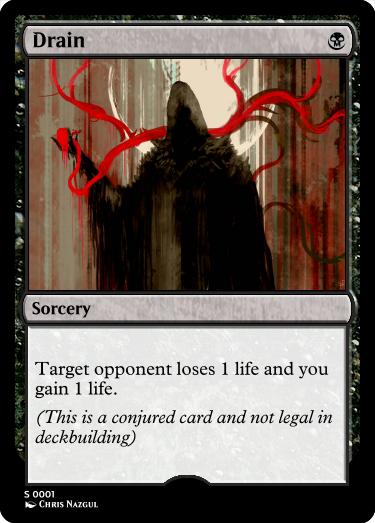 Drain
Sorcery
Target opponent loses 1 life and you
gain 1 life.
(This is a conjured card and not legal in
deckbuilding)
S 0001
Chris Nazgul